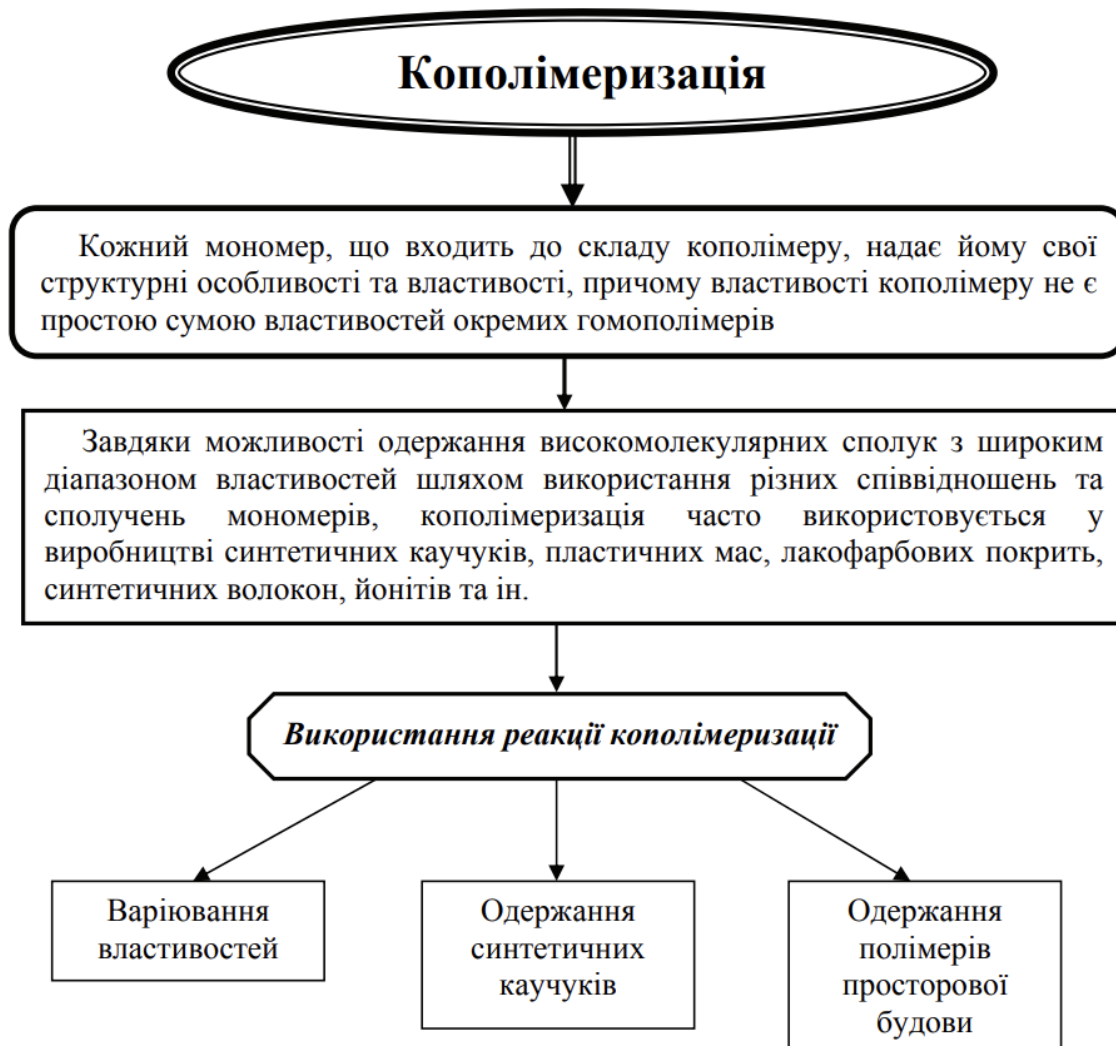 Кополімеризація
Кожний мономер, що входить до складу кополімеру, надає йому свої
структурні особливості та властивості, причому властивості кополімеру не є
простою сумою властивостей окремих гомополімерів
Завдяки можливості одержання високомолекулярних сполук з широким
діапазоном властивостей шляхом використання різних співвідношень та
сполучень мономерів, кополімеризація часто використовується у
виробництві синтетичних каучуків, пластичних мас, лакофарбових покрить,
синтетичних волокон, йонітів та ін.
Використання реакції кополімеризації
Варіювання
властивостей
Одержання
синтетичних
каучуків
Одержання
полімерів
просторової
будови